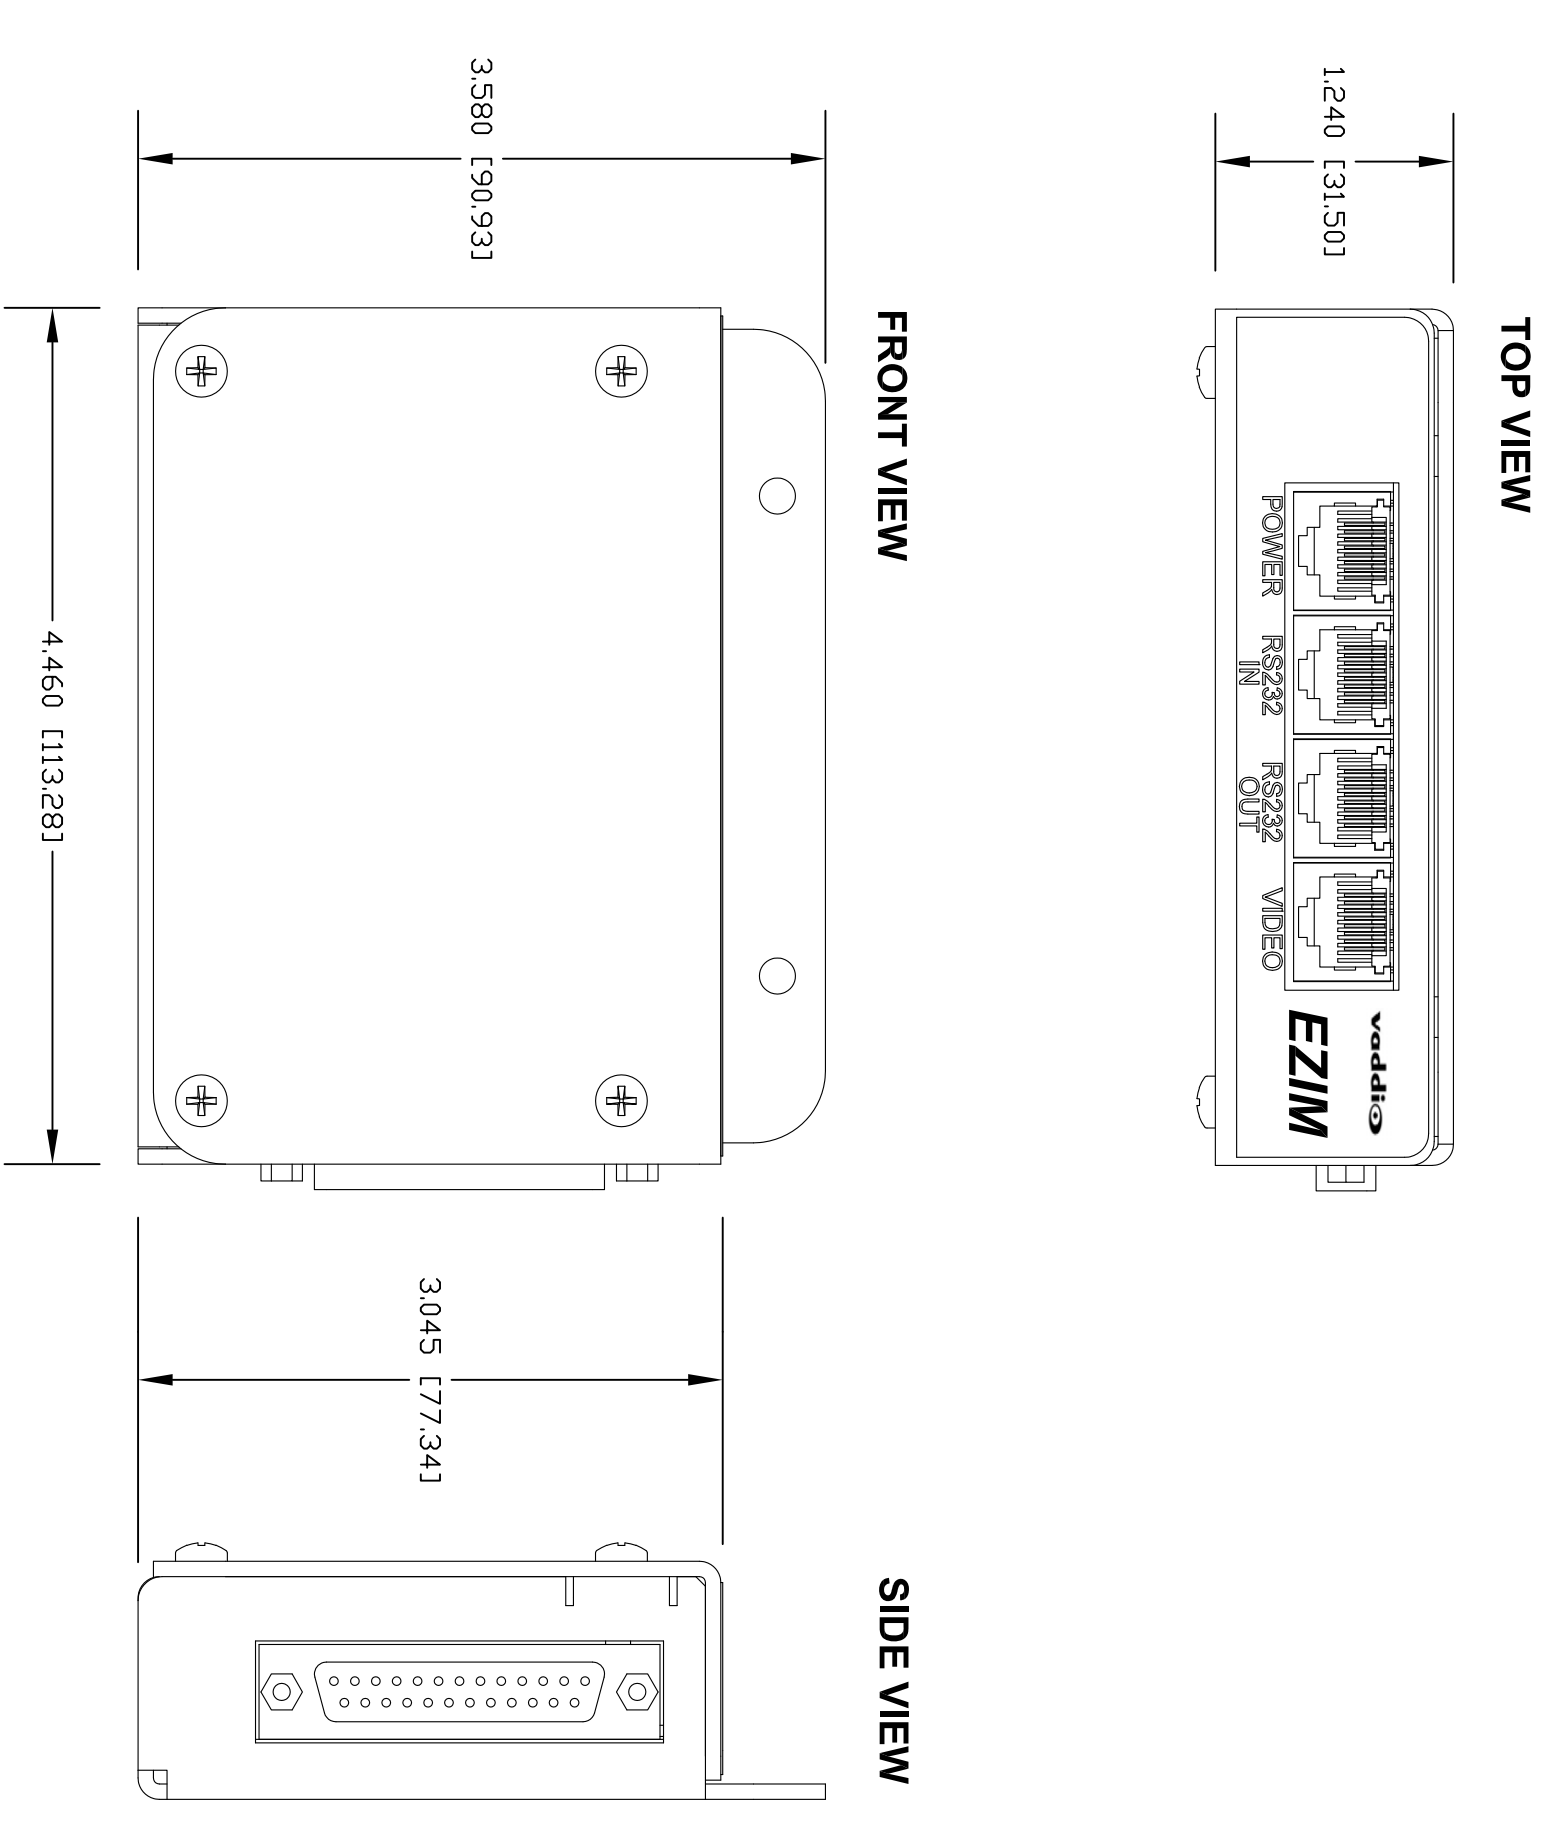 TOP VIEW
1.240 [31.50]
vaddio
EZIM
POWER
RS232
IN
RS232
OUT
VIDEO
FRONT VIEW
3.580 [90.93]
4.460 [113.28]
SIDE VIEW
3.045 [77.34]